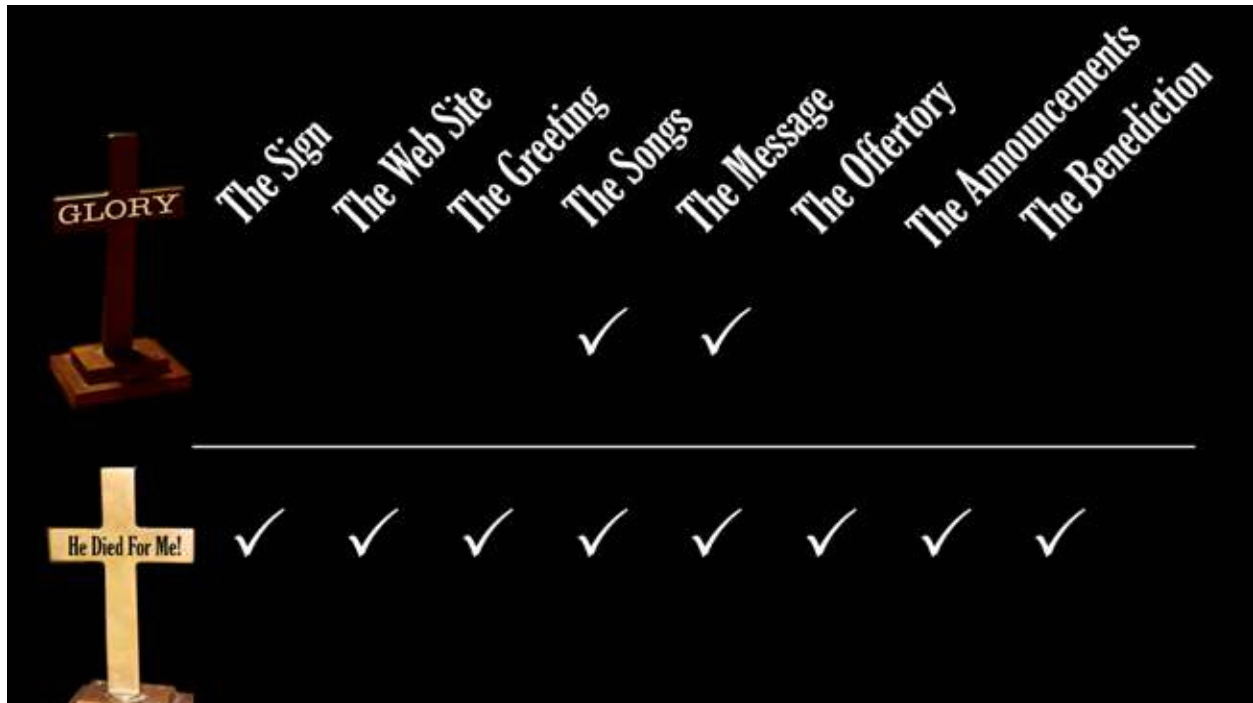 The Sign
The Web Site
The Greeting
The Songs
The Message
The Offertory
The Announcements
The Benediction
GLORY
He Died For Me!